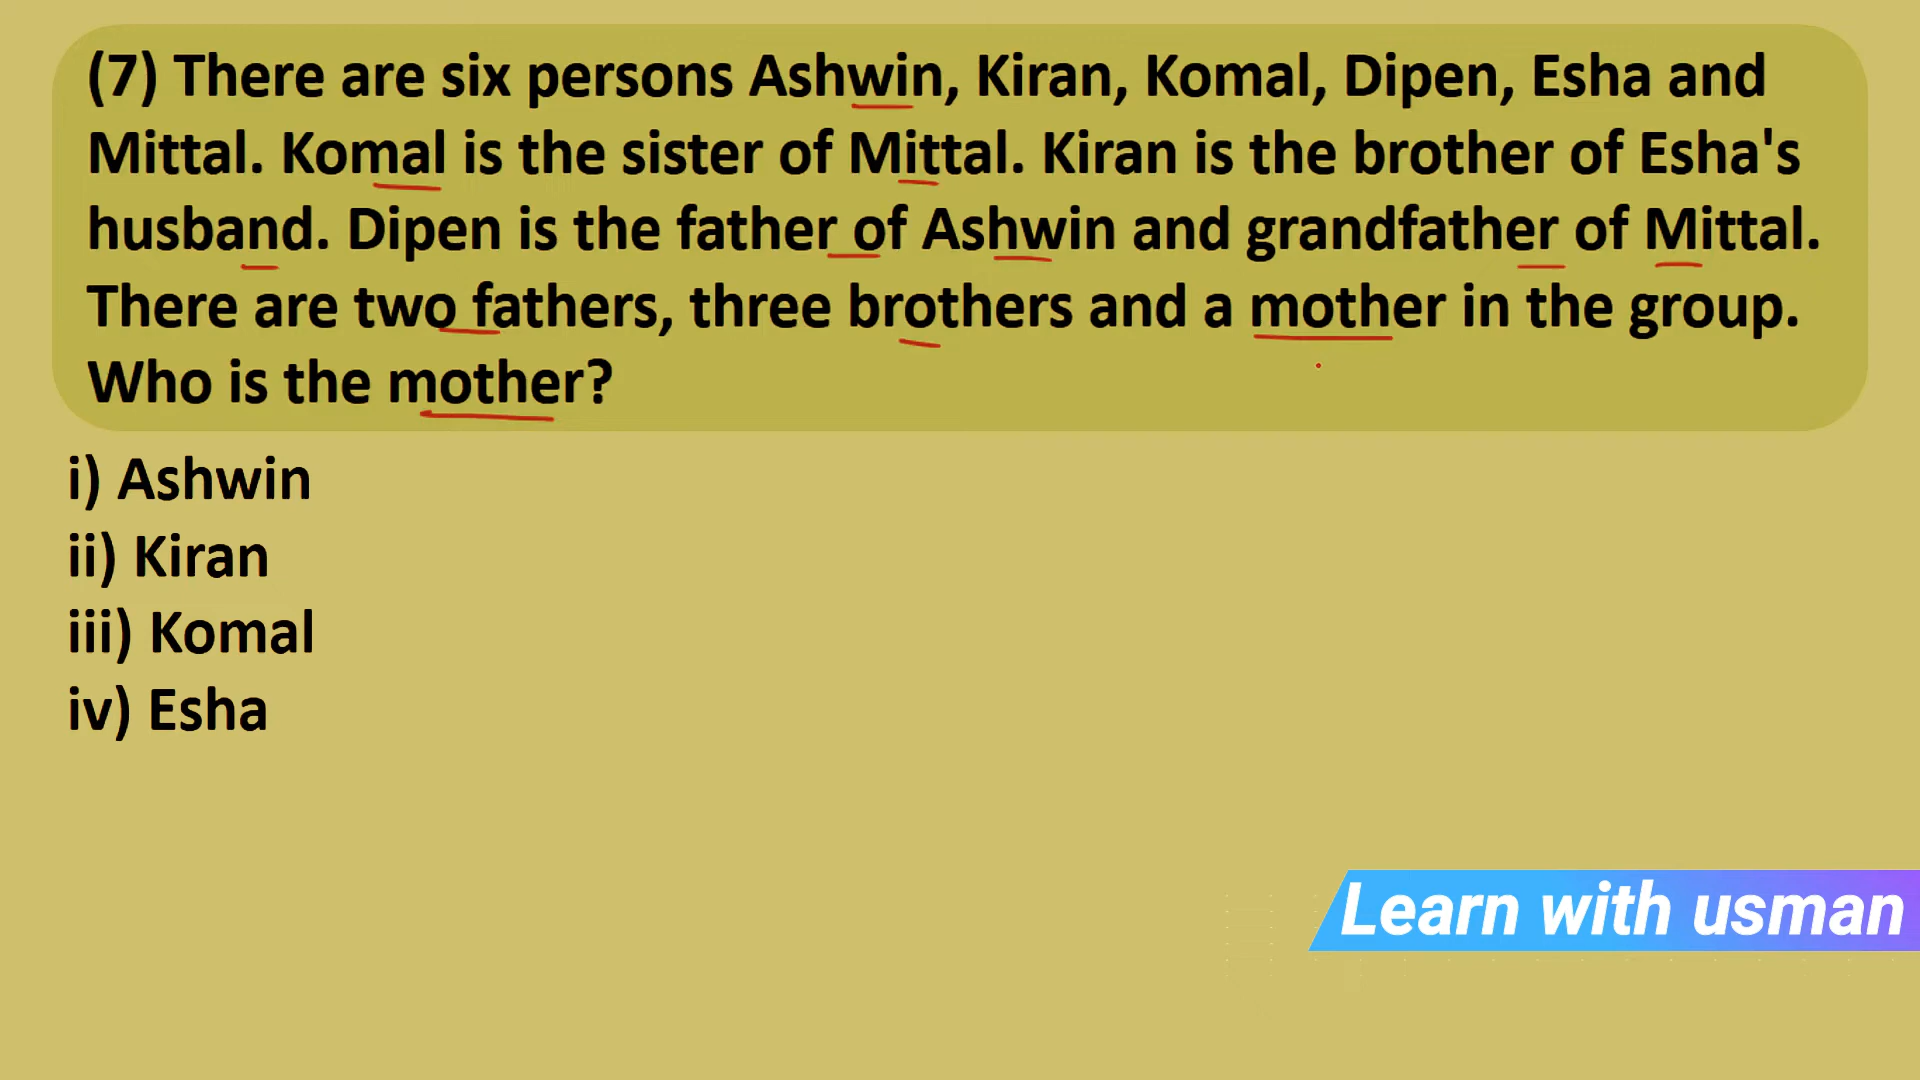 (7) There are six persons Ashwin, Kiran, Komal, Dipen, Esha and
Mittal. Komal is the sister of Mittal. Kiran is the brother of Esha's
husband. Dipen is the father of Ashwin and grandfather of Mittal.
There are two fathers, three brothers and a mother in the group.
Who is the mother?
i) Ashwin
ii) Kiran
iii) Komal
iv) Esha
Learn with usman